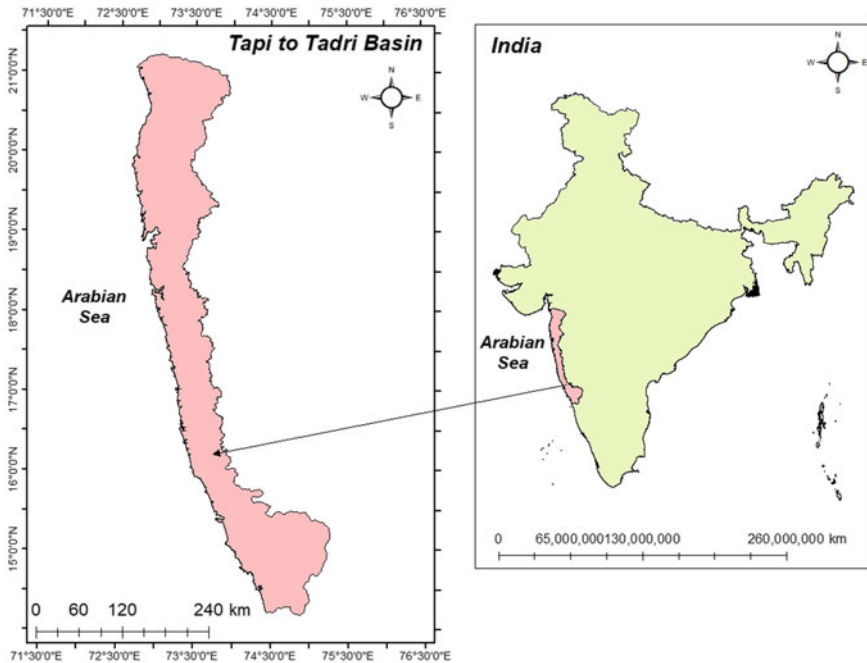 71°30'0"E 72°30'0"E 73°30'0"E 74°30'0"E 75°30'0"E 76°30'0"E
Tapi to Tadri Basin
N
W E
S
21°0'0"N
20°0'0"N
19°0'0"N
18°0'0"N
17°0'0"N
16°0'0"N
15°0'0"N
Arabian
Sea
0 60 120 240 km
71°30'0"E 72°30'0"E 73°30'0"E 74°30'0"E 75°30'0"E 76°30'0"E
India
N
W E
S
Arabian
Sea
0 65,000,000130,000,000 260,000,000 km